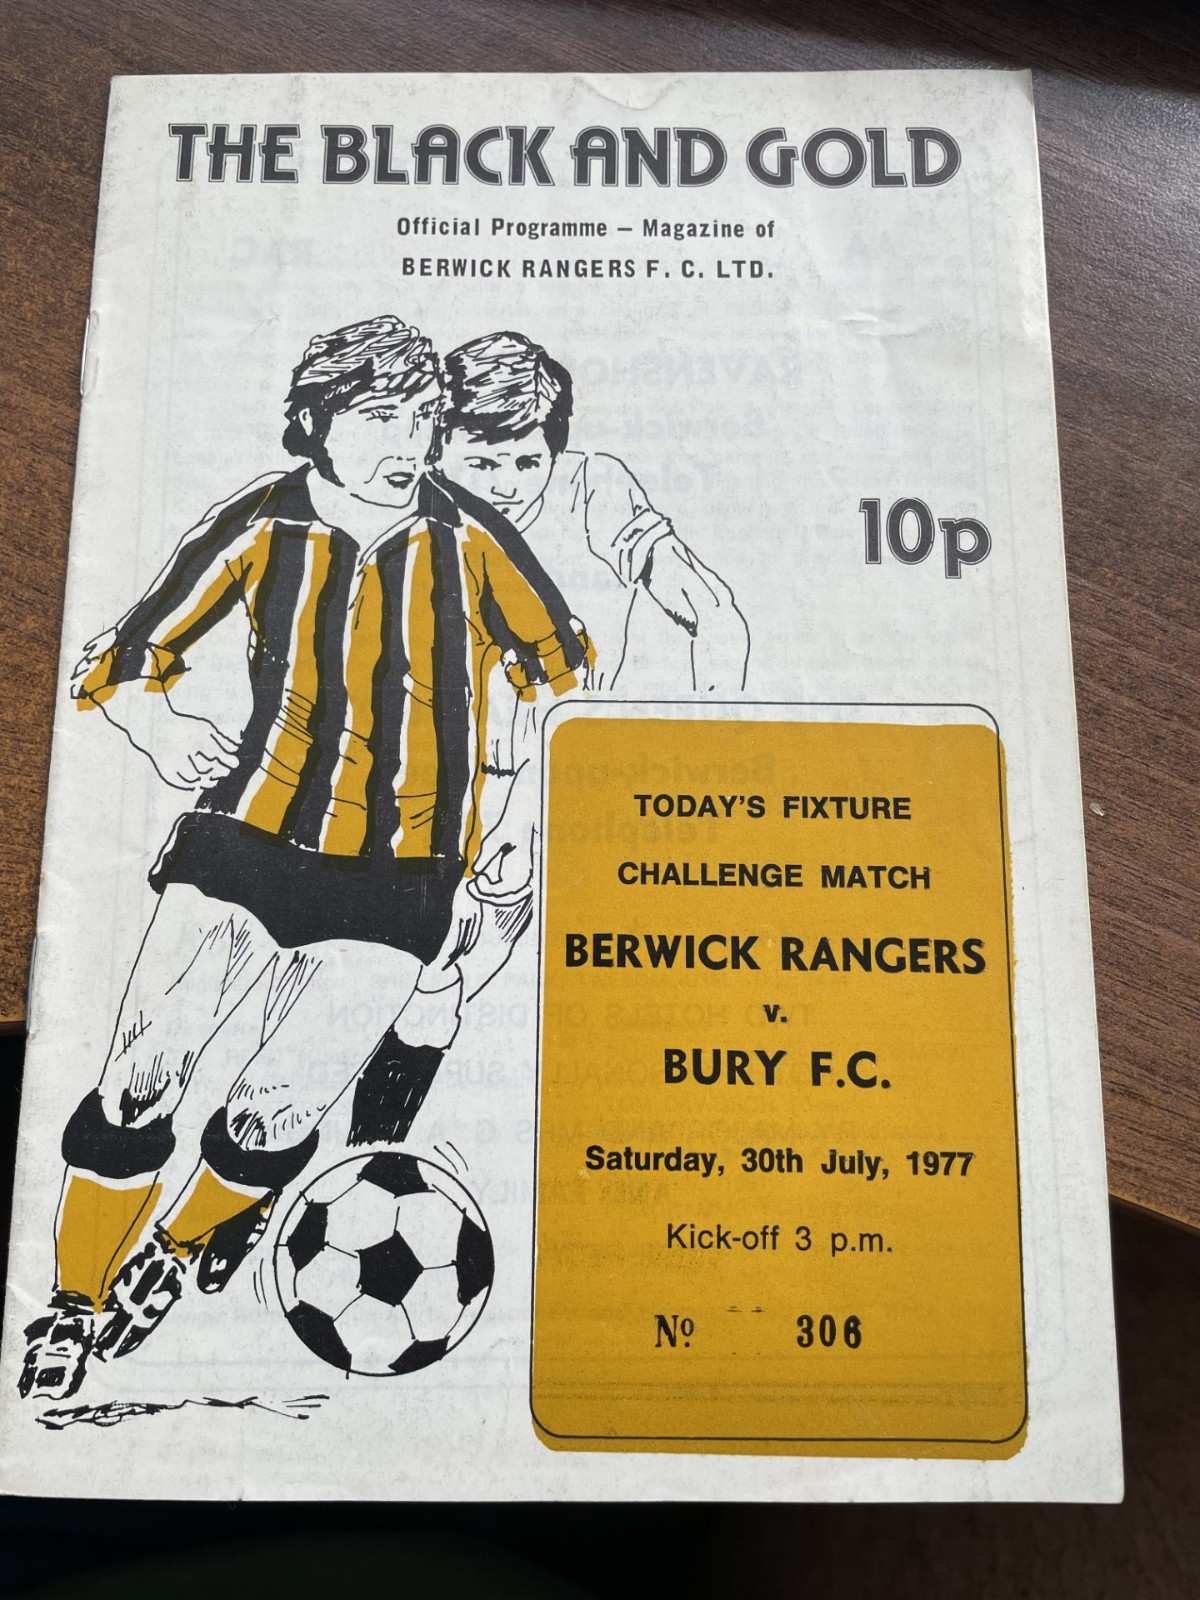 THE BLACK AND GOLD
Official Programme – Magazine of
BERWICK RANGERS F. C. LTD.
10p
TODAY'S FIXTURE
CHALLENGE MATCH
BERWICK RANGERS
v.
BURY F.C.
Saturday, 30th July, 1977
Kick-off 3 p.m.
Nº 306